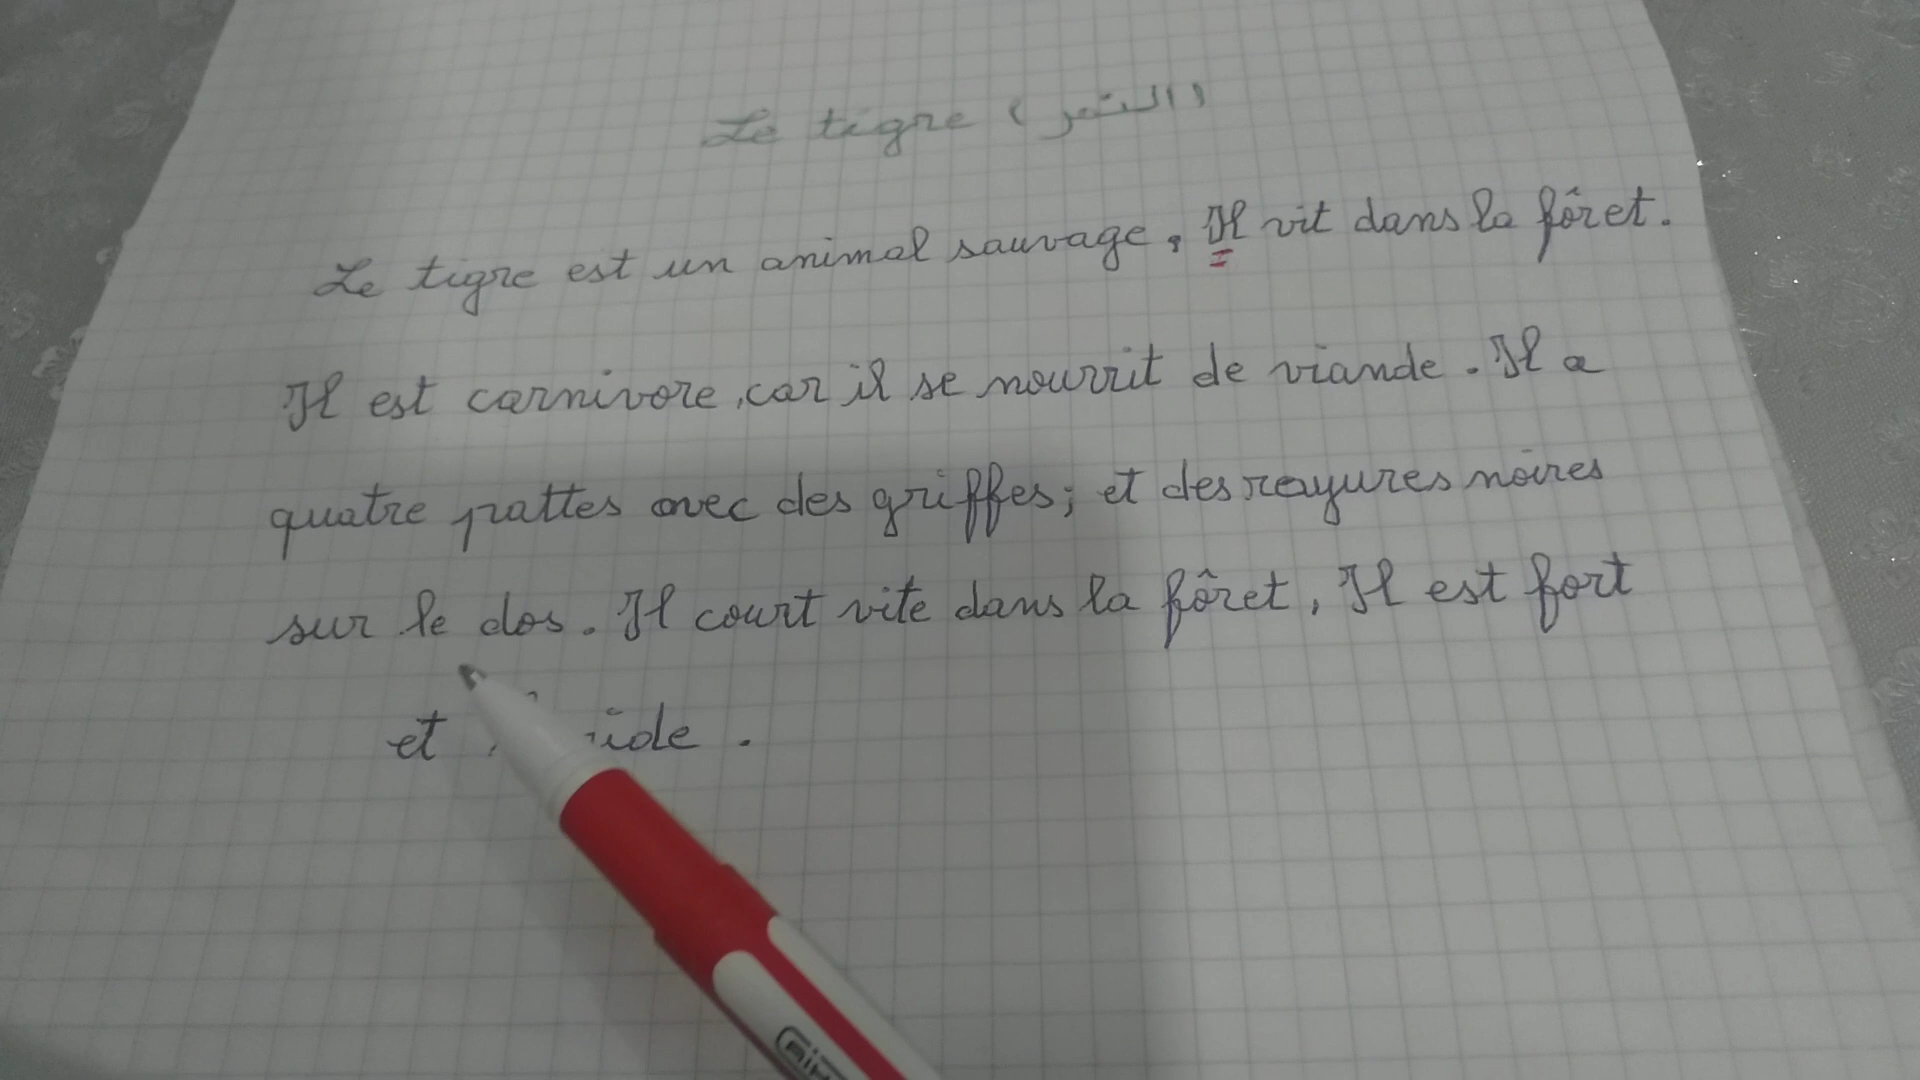 Le tigre (النمر)
Le tigre est un animal sauvage. Il vit dans la fôret.
Il est carnivore, car il se nourrit de viande. Il a
quatre pattes avec des griffes; et des rayures noires
sur le dos. Il court vite dans la fôret, Il est fort
et .